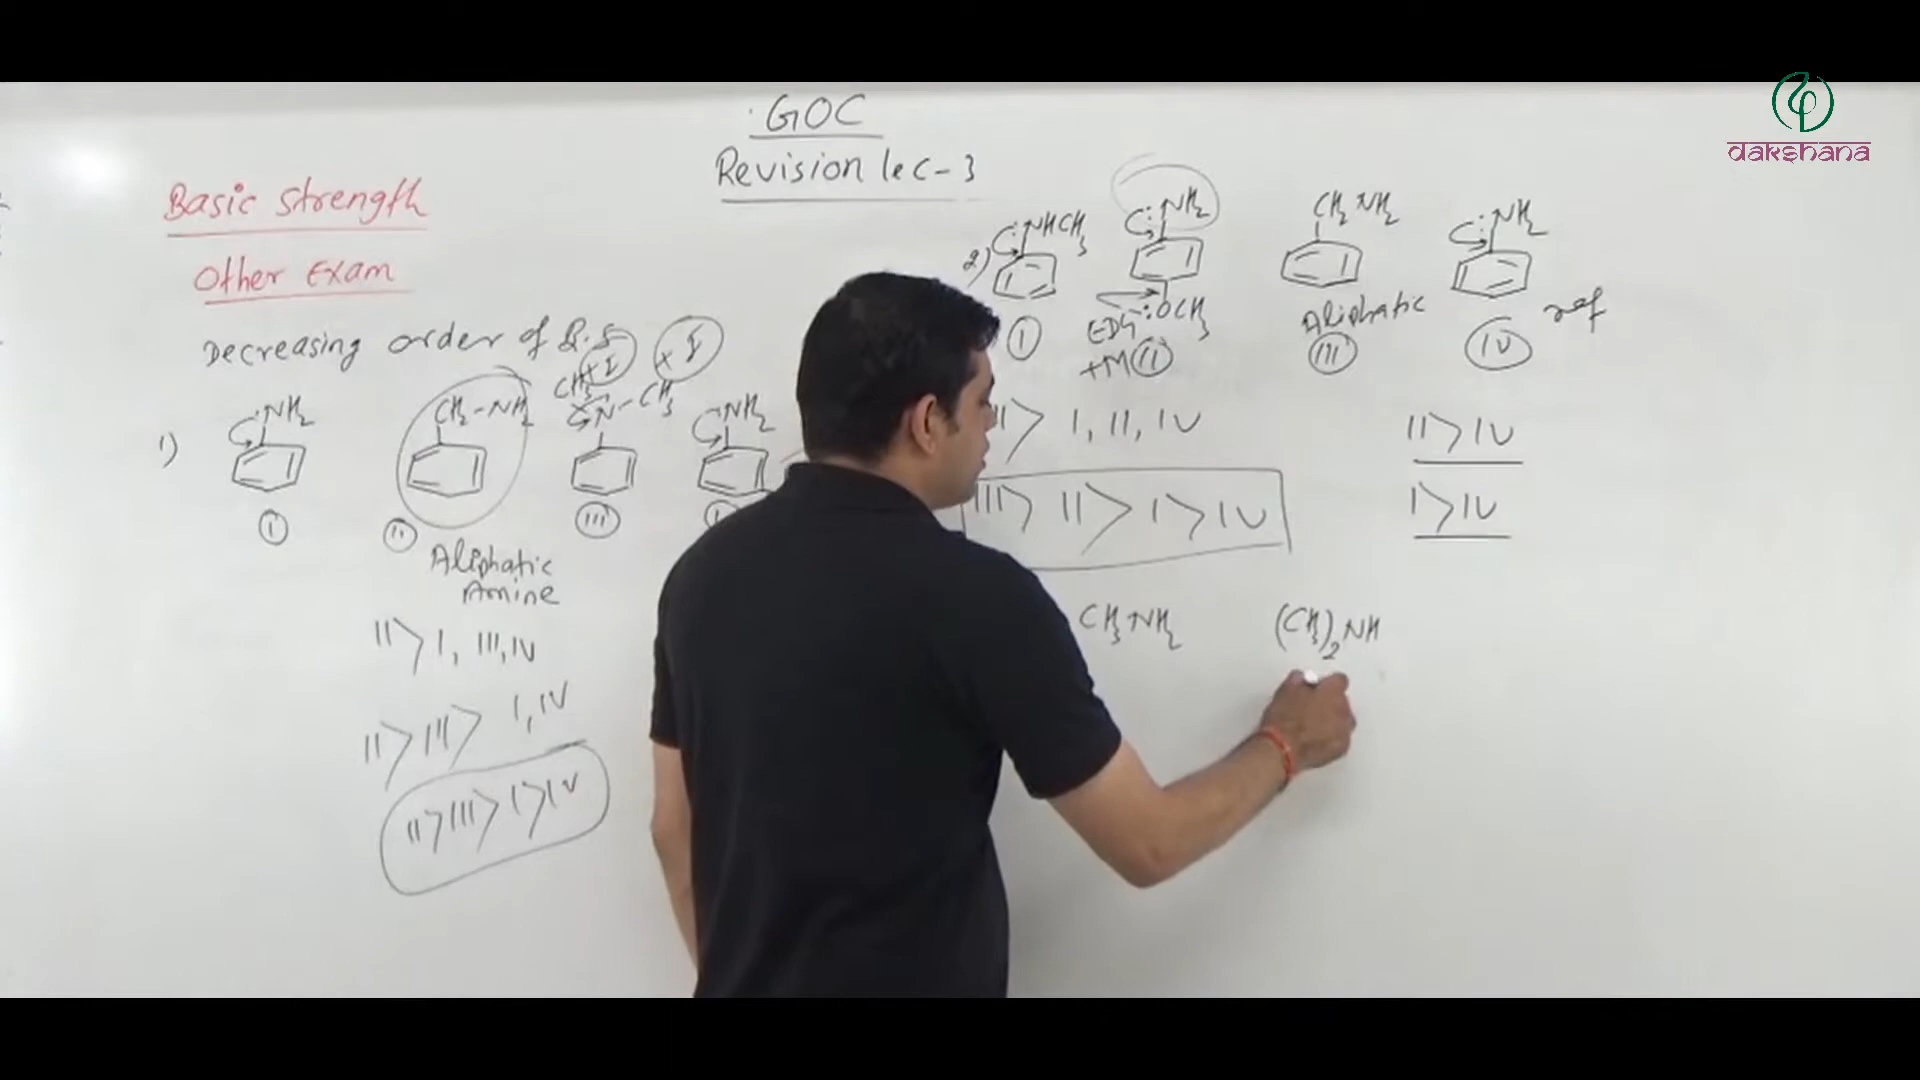 GOC
Revision lec-3
dakshana
Basic strength
Other Exam
Decreasing order of B.S
+I +I
1)
NH2
CH2-NH2
CH3
N-CH3
NH2
I
II
III
Aliphatic
Amine
II> I, III, IV
II> III> I, IV
II> III> I> IV
2)
NHCH3
NH2
CH2NH2
NH2
I
EDG
+M
:OCH3
II
Aliphatic
III
IV
ref
> I, II, IV
II> IV
III> II> I> IV
I> IV
CH3NH2
(CH3)2NH